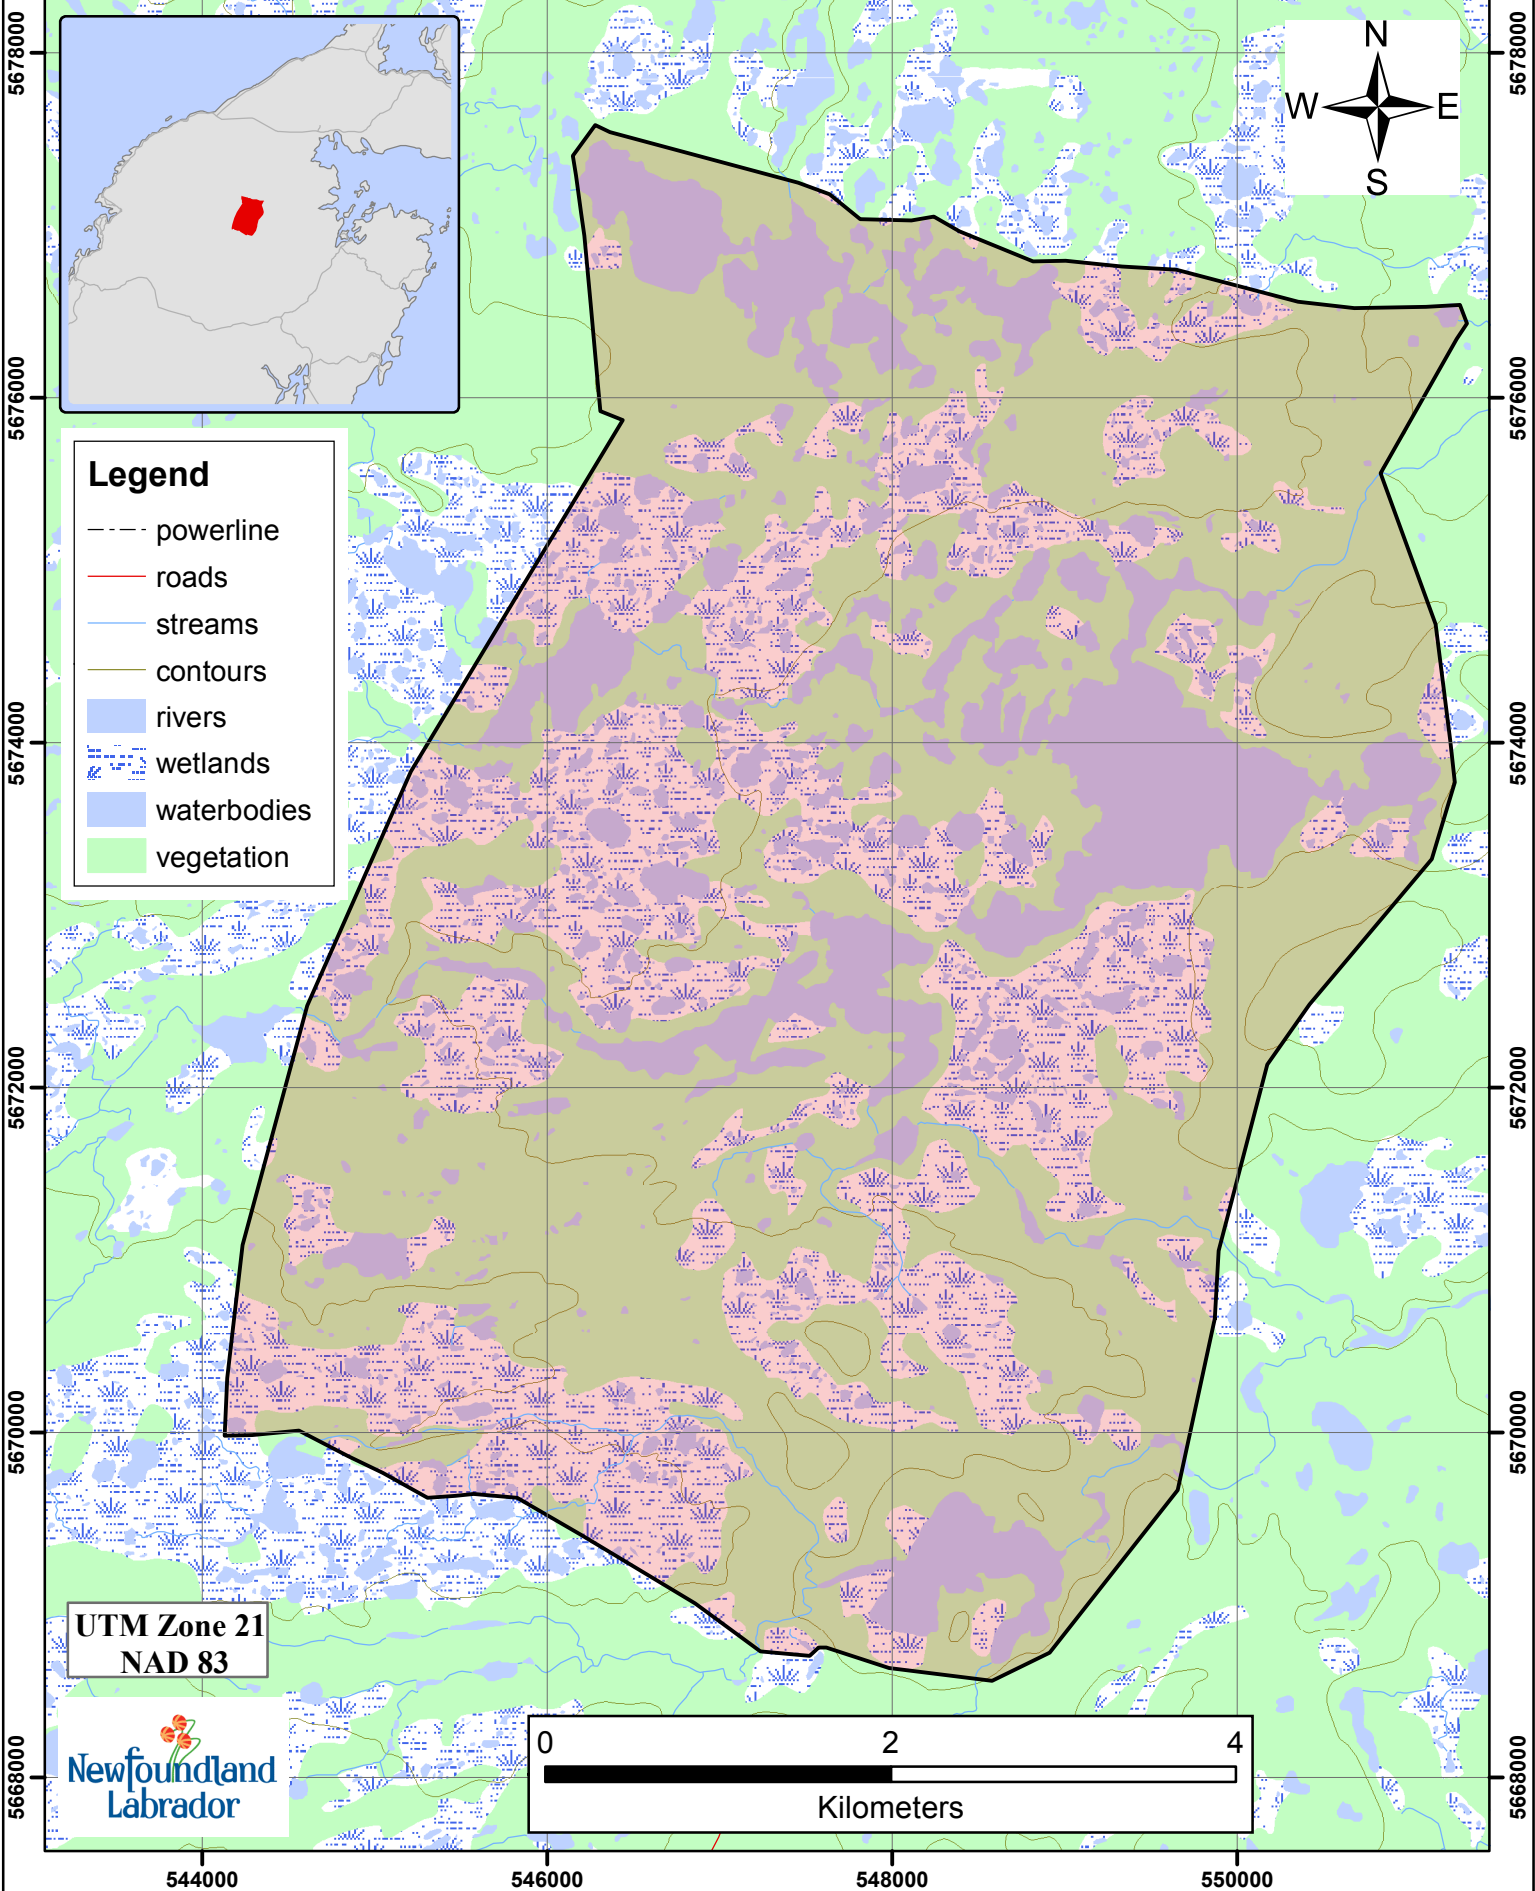 5678000
5678000
N
W E
S
5676000
5676000
Legend
powerline
roads
streams
contours
rivers
wetlands
waterbodies
vegetation
5674000
5674000
5672000
5672000
5670000
5670000
UTM Zone 21
NAD 83
Newfoundland
Labrador
0 2 4
Kilometers
5668000
5668000
544000 546000 548000 550000